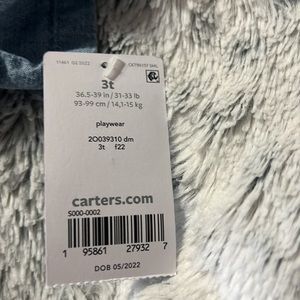 3t
36.5-39 in / 31-33 lb
93-99 cm / 14,1-15 kg
playwear
2O039310 dm
3t f22
carters.com
S000-0002
1 95861 27932 7
DOB 05/2022